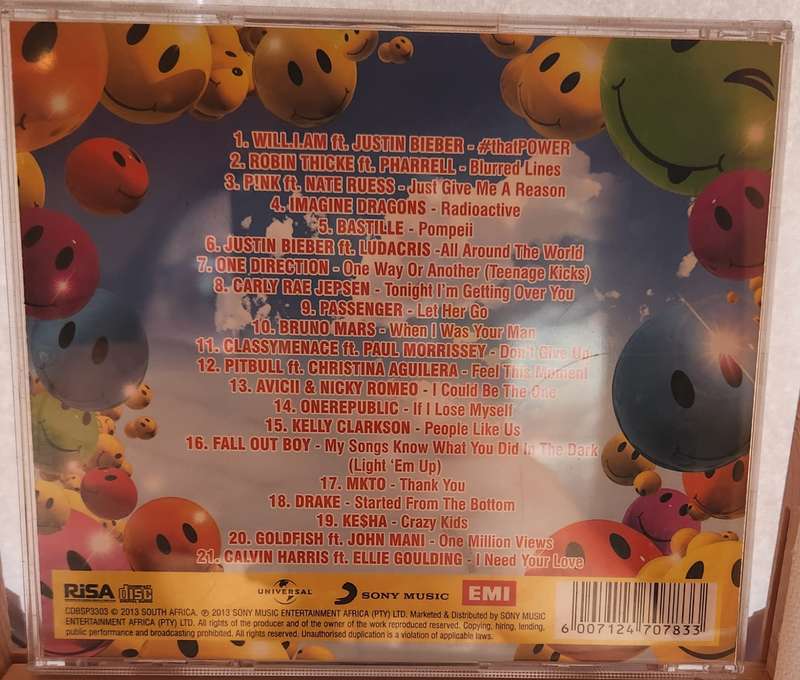 1. WILL.I.AM ft. JUSTIN BIEBER - #thatPOWER
2. ROBIN THICKE ft. PHARRELL - Blurred Lines
3. P!NK ft. NATE RUESS - Just Give Me A Reason
4. IMAGINE DRAGONS - Radioactive
5. BASTILLE - Pompeii
6. JUSTIN BIEBER ft. LUDACRIS - All Around The World
7. ONE DIRECTION - One Way Or Another (Teenage Kicks)
8. CARLY RAE JEPSEN - Tonight I'm Getting Over You
9. PASSENGER - Let Her Go
10. BRUNO MARS - When I Was Your Man
11. CLASSYMENACE ft. PAUL MORRISSEY - Don't Give Up
12. PITBULL ft. CHRISTINA AGUILERA - Feel This Moment
13. AVICII & NICKY ROMEO - I Could Be The One
14. ONEREPUBLIC - If I Lose Myself
15. KELLY CLARKSON - People Like Us
16. FALL OUT BOY - My Songs Know What You Did In The Dark
(Light 'Em Up)
17. MKTO - Thank You
18. DRAKE - Started From The Bottom
19. KE$HA - Crazy Kids
20. GOLDFISH ft. JOHN MANI - One Million Views
21. CALVIN HARRIS ft. ELLIE GOULDING - I Need Your Love
RiSA disc UNIVERSAL SONY MUSIC EMI
CDBSP3303 © 2013 SOUTH AFRICA. ℗ 2013 SONY MUSIC
ENTERTAINMENT AFRICA (PTY) LTD. Marketed & Distributed by SONY MUSIC
ENTERTAINMENT AFRICA (PTY) LTD. All rights of the producer and of the owner of the work reproduced reserved. Copying, hiring, lending,
public performance and broadcasting prohibited. All rights reserved. Unauthorised duplication is a violation of applicable laws.
6 007124 707833